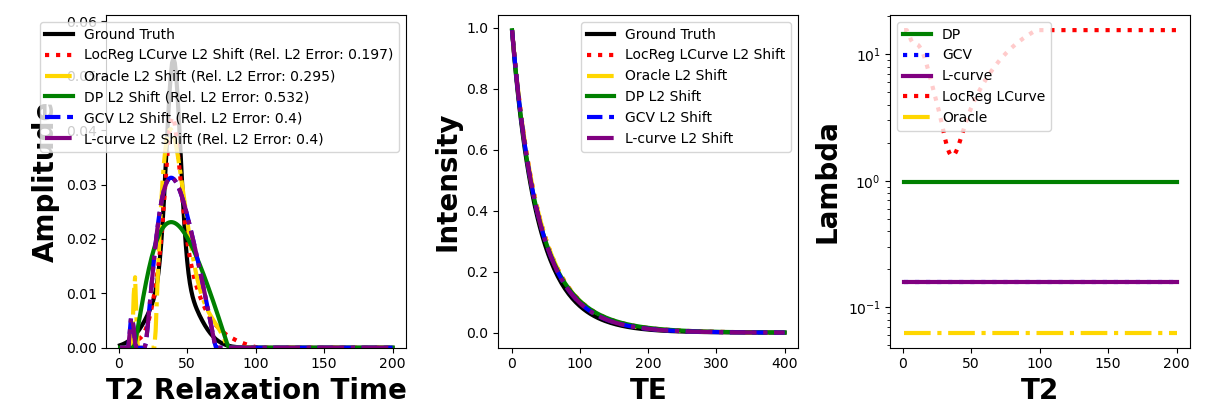 0.06
0.05
0.04
0.03
0.02
0.01
0.00
Amplitude
Ground Truth
LocReg LCurve L2 Shift (Rel. L2 Error: 0.197)
Oracle L2 Shift (Rel. L2 Error: 0.295)
DP L2 Shift (Rel. L2 Error: 0.532)
GCV L2 Shift (Rel. L2 Error: 0.4)
L-curve L2 Shift (Rel. L2 Error: 0.4)
0 50 100 150 200
T2 Relaxation Time
1.0
0.8
0.6
0.4
0.2
0.0
Intensity
Ground Truth
LocReg LCurve L2 Shift
Oracle L2 Shift
DP L2 Shift
GCV L2 Shift
L-curve L2 Shift
0 100 200 300 400
TE
10¹
10⁰
10⁻¹
Lambda
DP
GCV
L-curve
LocReg LCurve
Oracle
0 50 100 150 200
T2